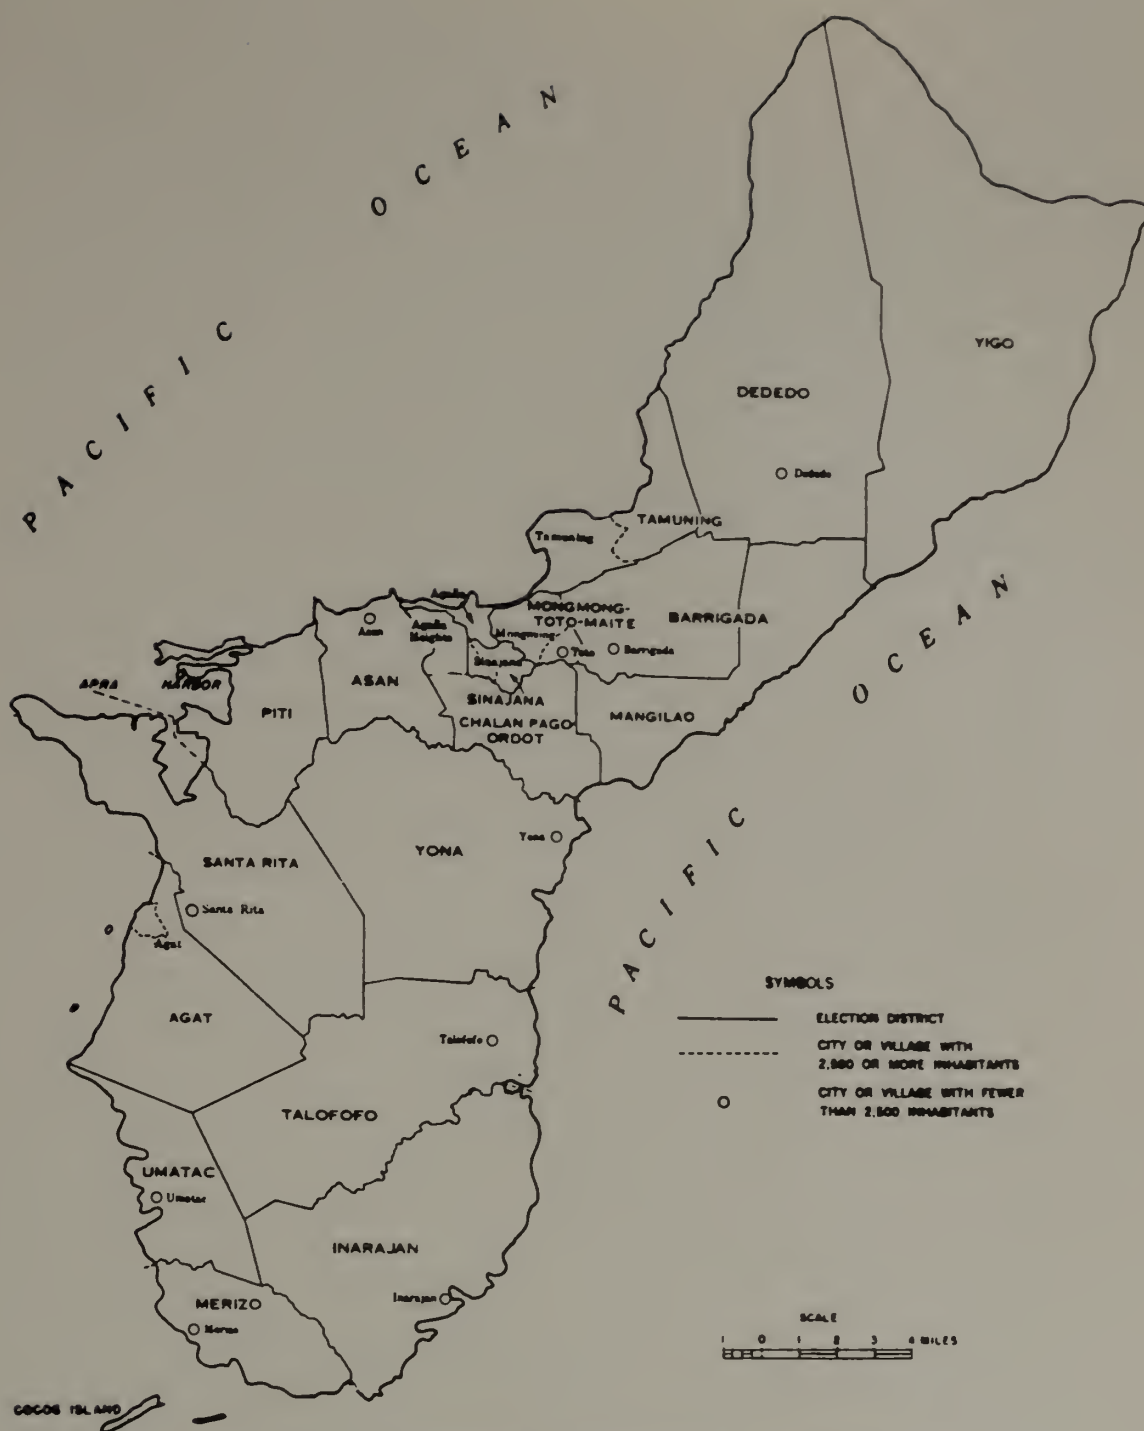 PACIFIC OCEAN
YIGO
DEDEDO
Dededo
TAMUNING
Tamuning
Agaña
MONGMONG-
TOTO-MAITE
BARRIGADA
Asan
Agaña
Heights
Mongmong
Toto
Barrigada
Sinajana
ASAN
SINAJANA
APRA HARBOR
PITI
CHALAN PAGO
ORDOT
MANGILAO
PACIFIC OCEAN
Yona
YONA
SANTA RITA
Santa Rita
Agat
AGAT
Talofofo
TALOFOFO
UMATAC
Umatac
INARAJAN
Inarajan
MERIZO
Merizo
COCOS ISLAND
SYMBOLS
ELECTION DISTRICT
CITY OR VILLAGE WITH
2,500 OR MORE INHABITANTS
CITY OR VILLAGE WITH FEWER
THAN 2,500 INHABITANTS
SCALE
1 0 1 2 3 4 MILES